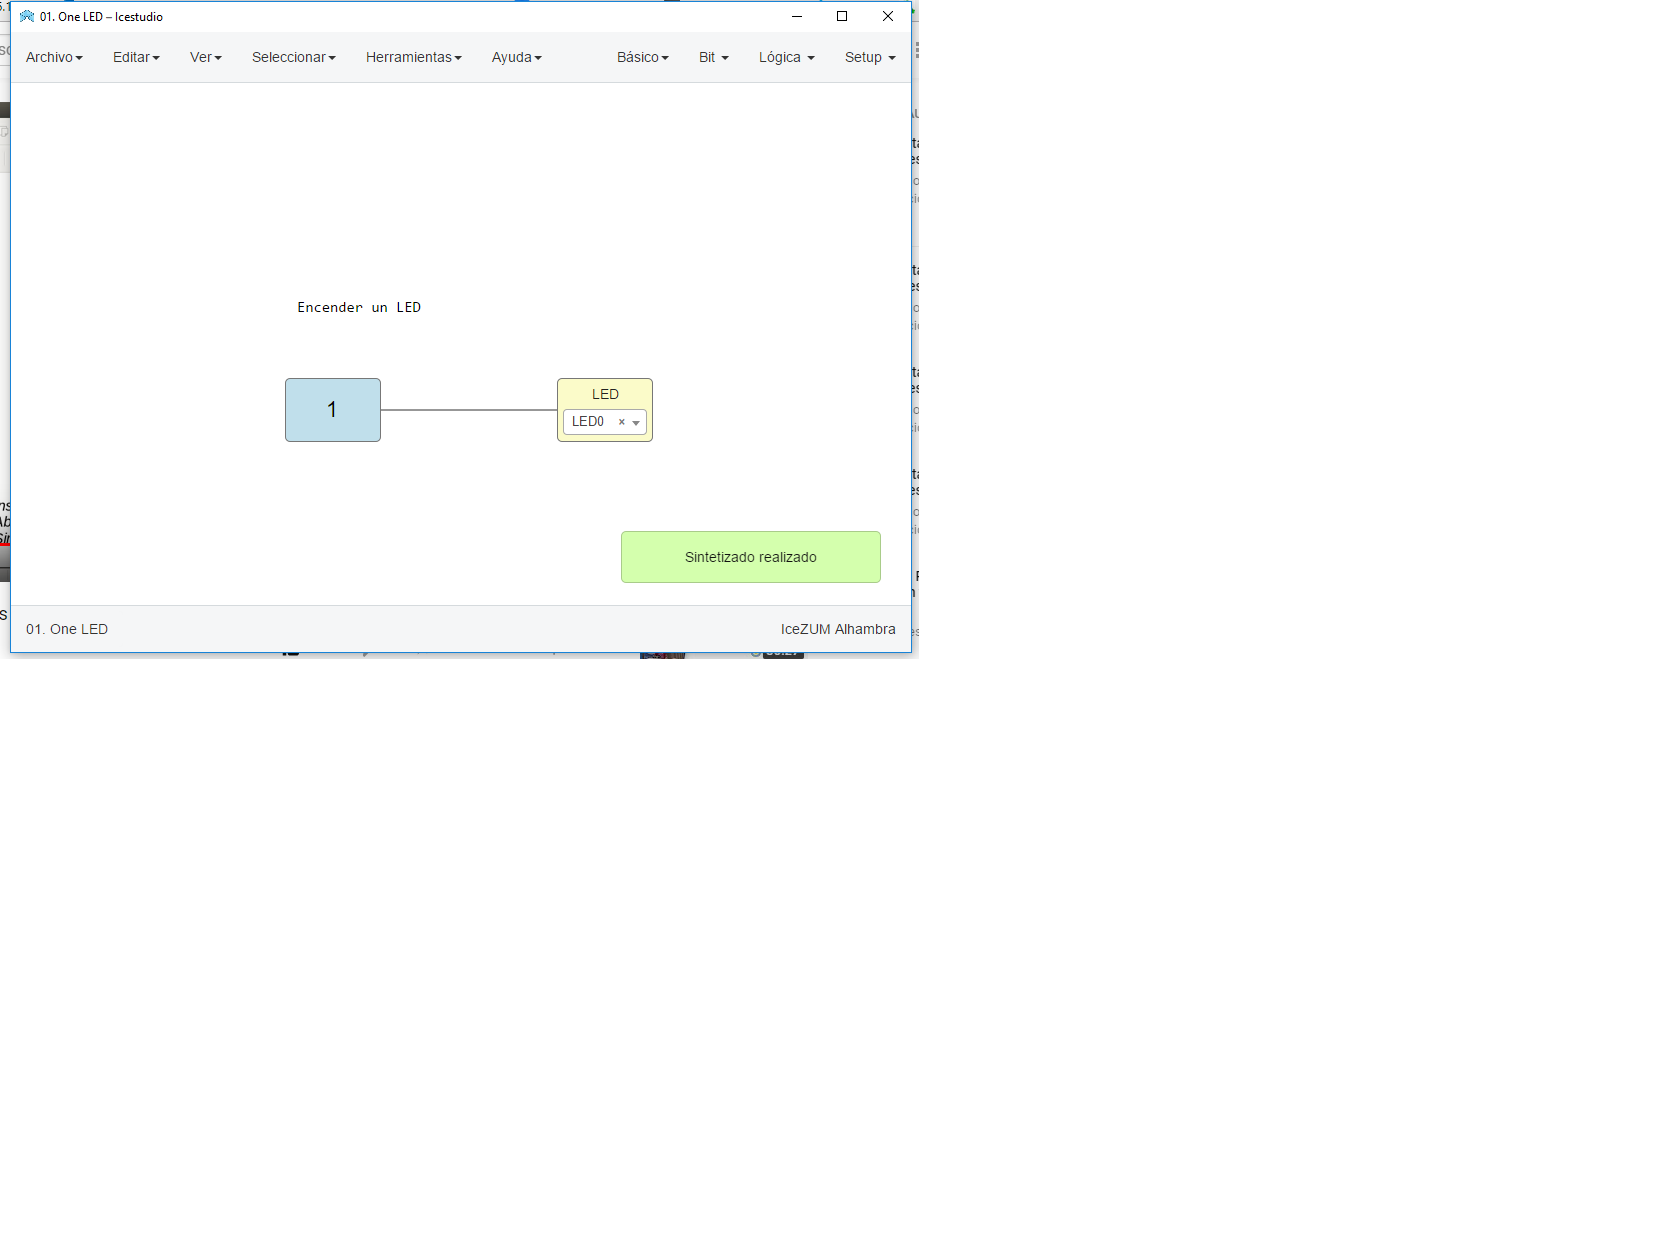 01. One LED – Icestudio
Archivo Editar Ver Seleccionar Herramientas Ayuda Básico Bit Lógica Setup
Encender un LED
1
LED
LED0 ×
Sintetizado realizado
01. One LED IceZUM Alhambra